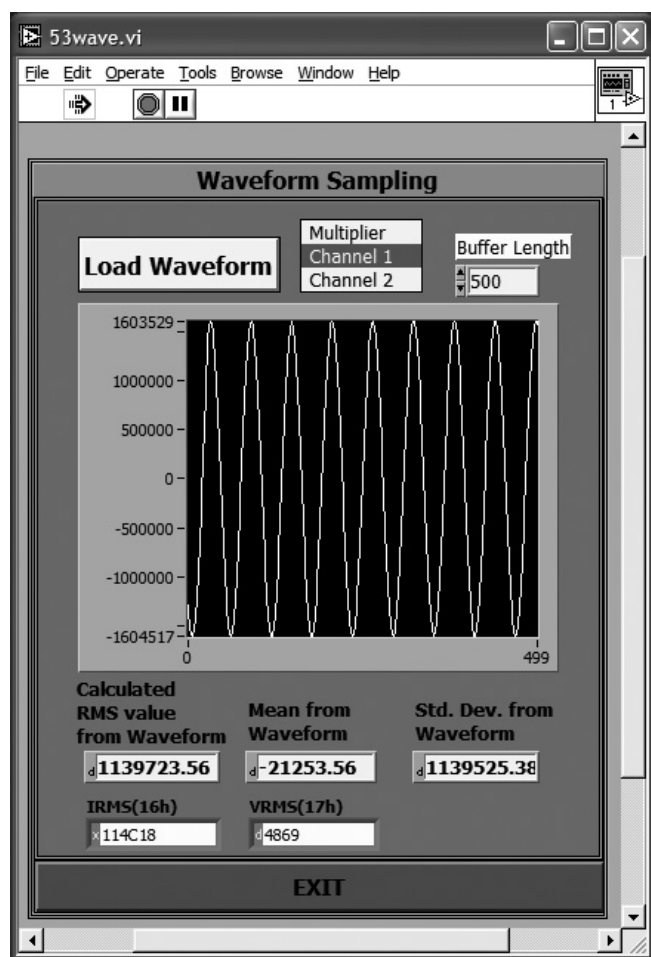 53wave.vi
File Edit Operate Tools Browse Window Help
1
Waveform Sampling
Load Waveform
Multiplier
Channel 1
Channel 2
Buffer Length
500
1603529
1000000
500000
0
-500000
-1000000
-1604517
0 499
Calculated
RMS value
from Waveform
Mean from
Waveform
Std. Dev. from
Waveform
d 1139723.56
d -21253.56
d 1139525.38
IRMS(16h)
VRMS(17h)
x 114C18
d 4869
EXIT